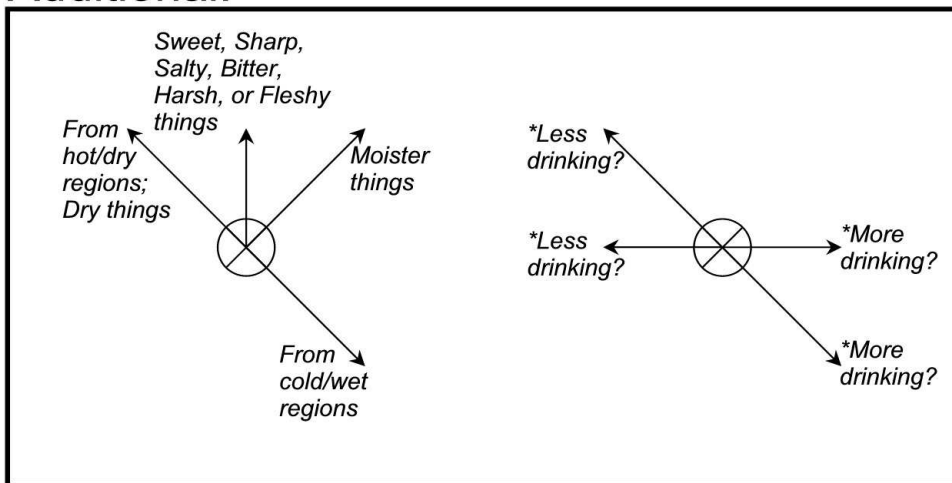 Sweet, Sharp,
Salty, Bitter,
Harsh, or Fleshy
things
From
hot/dry
regions;
Dry things
Moister
things
From
cold/wet
regions
*Less
drinking?
*Less
drinking?
*More
drinking?
*More
drinking?